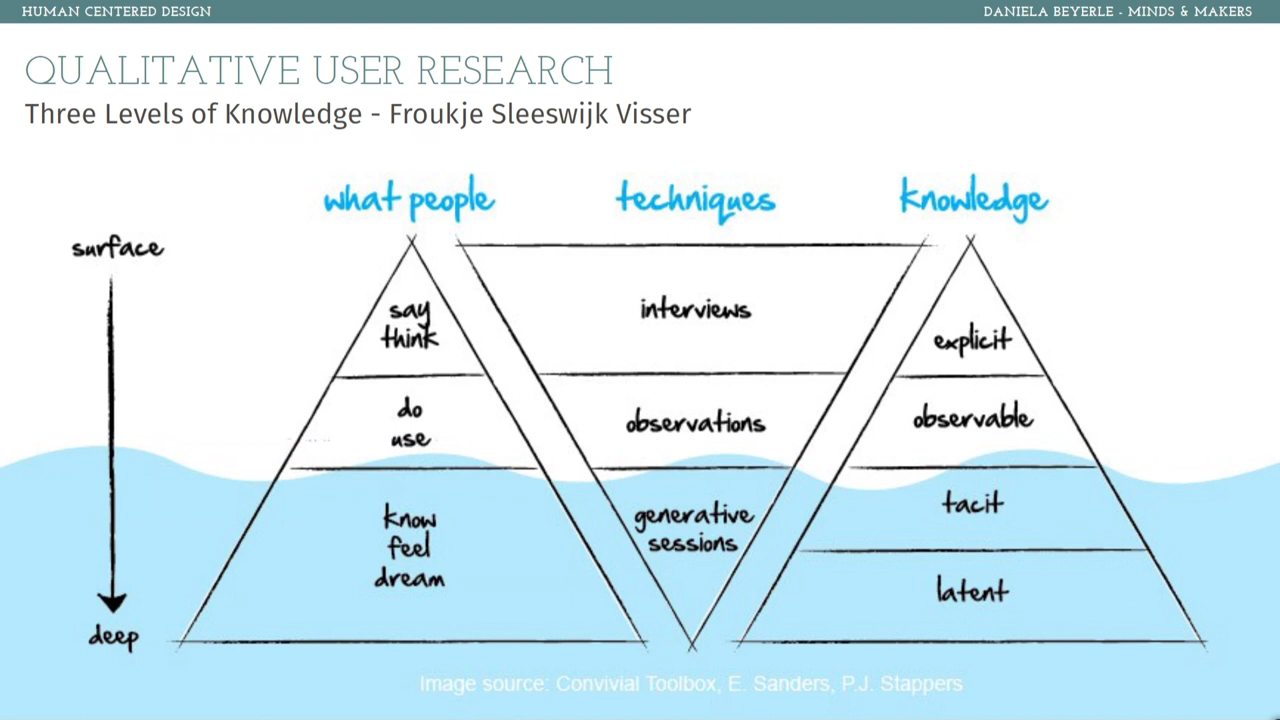 HUMAN CENTERED DESIGN
DANIELA BEYERLE - MINDS & MAKERS
QUALITATIVE USER RESEARCH
Three Levels of Knowledge - Froukje Sleeswijk Visser
what people
techniques
knowledge
surface
say
think
interviews
explicit
do
use
observations
observable
know
feel
dream
generative
sessions
tacit
latent
deep
Image source: Convivial Toolbox, E. Sanders, P.J. Stappers